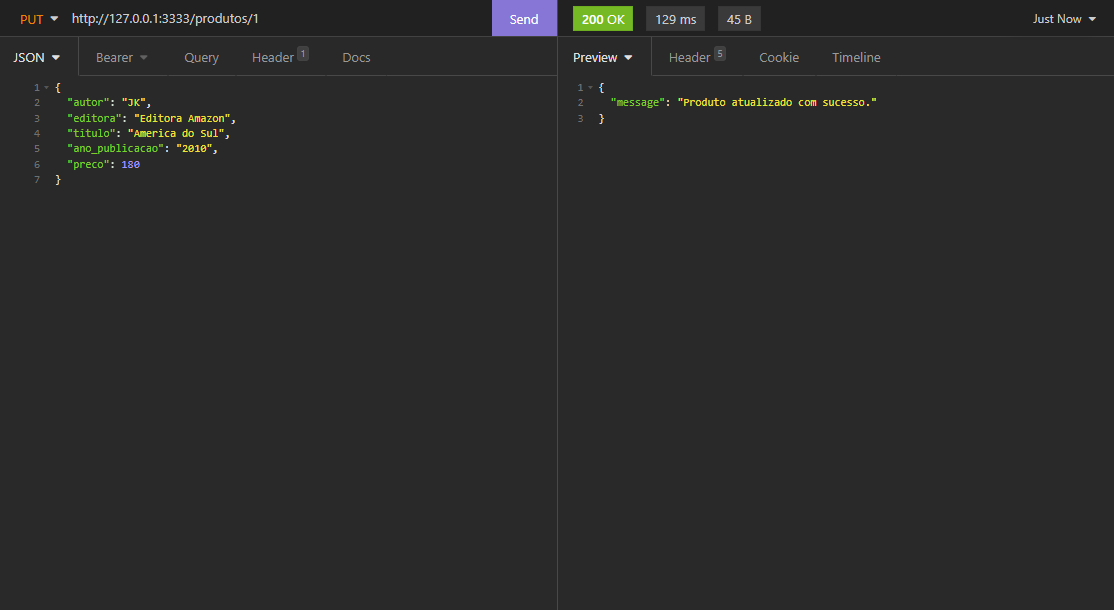 PUT http://127.0.0.1:3333/produtos/1 Send 200 OK 129 ms 45 B Just Now
JSON Bearer Query Header 1 Docs
1 {
2 "autor": "JK",
3 "editora": "Editora Amazon",
4 "titulo": "America do Sul",
5 "ano_publicacao": "2010",
6 "preco": 180
7 }
Preview Header 5 Cookie Timeline
1 {
2 "message": "Produto atualizado com sucesso."
3 }